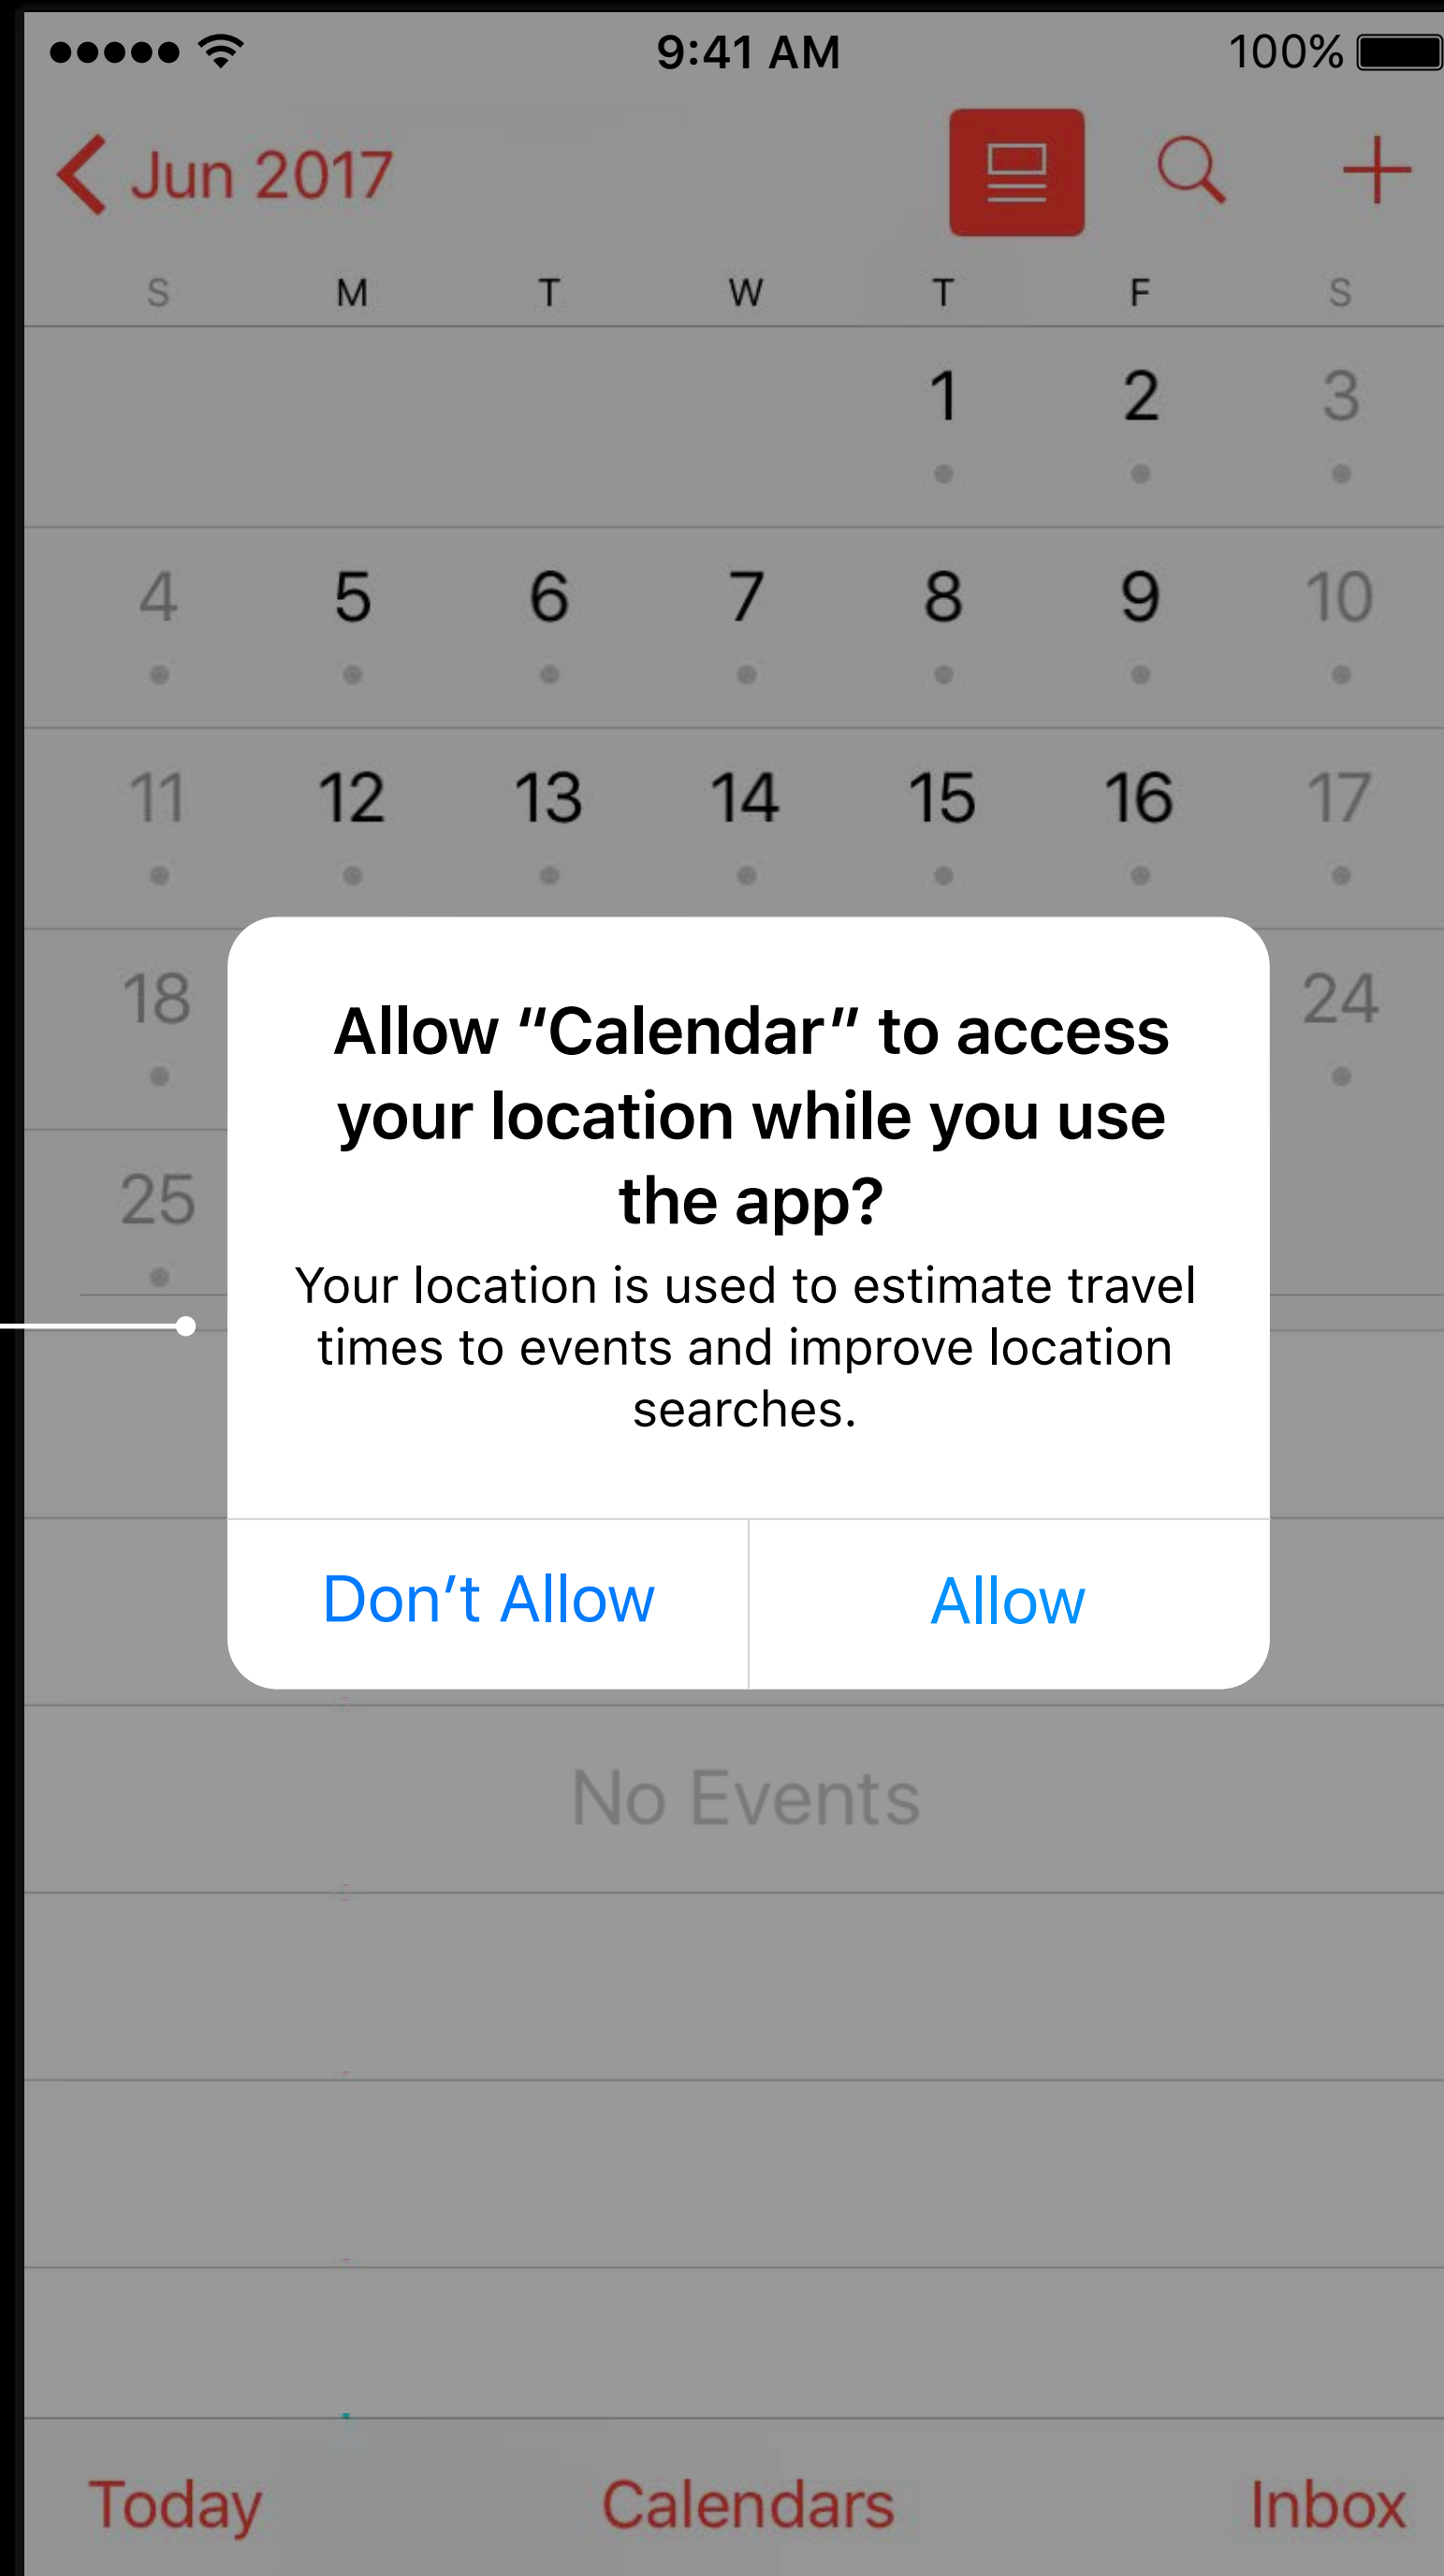 9:41 AM 100%
Jun 2017
S M T W T F S
1 2 3
4 5 6 7 8 9 10
11 12 13 14 15 16 17
18 24
25
Allow “Calendar” to access
your location while you use
the app?
Your location is used to estimate travel
times to events and improve location
searches.
Don’t Allow Allow
No Events
Today Calendars Inbox